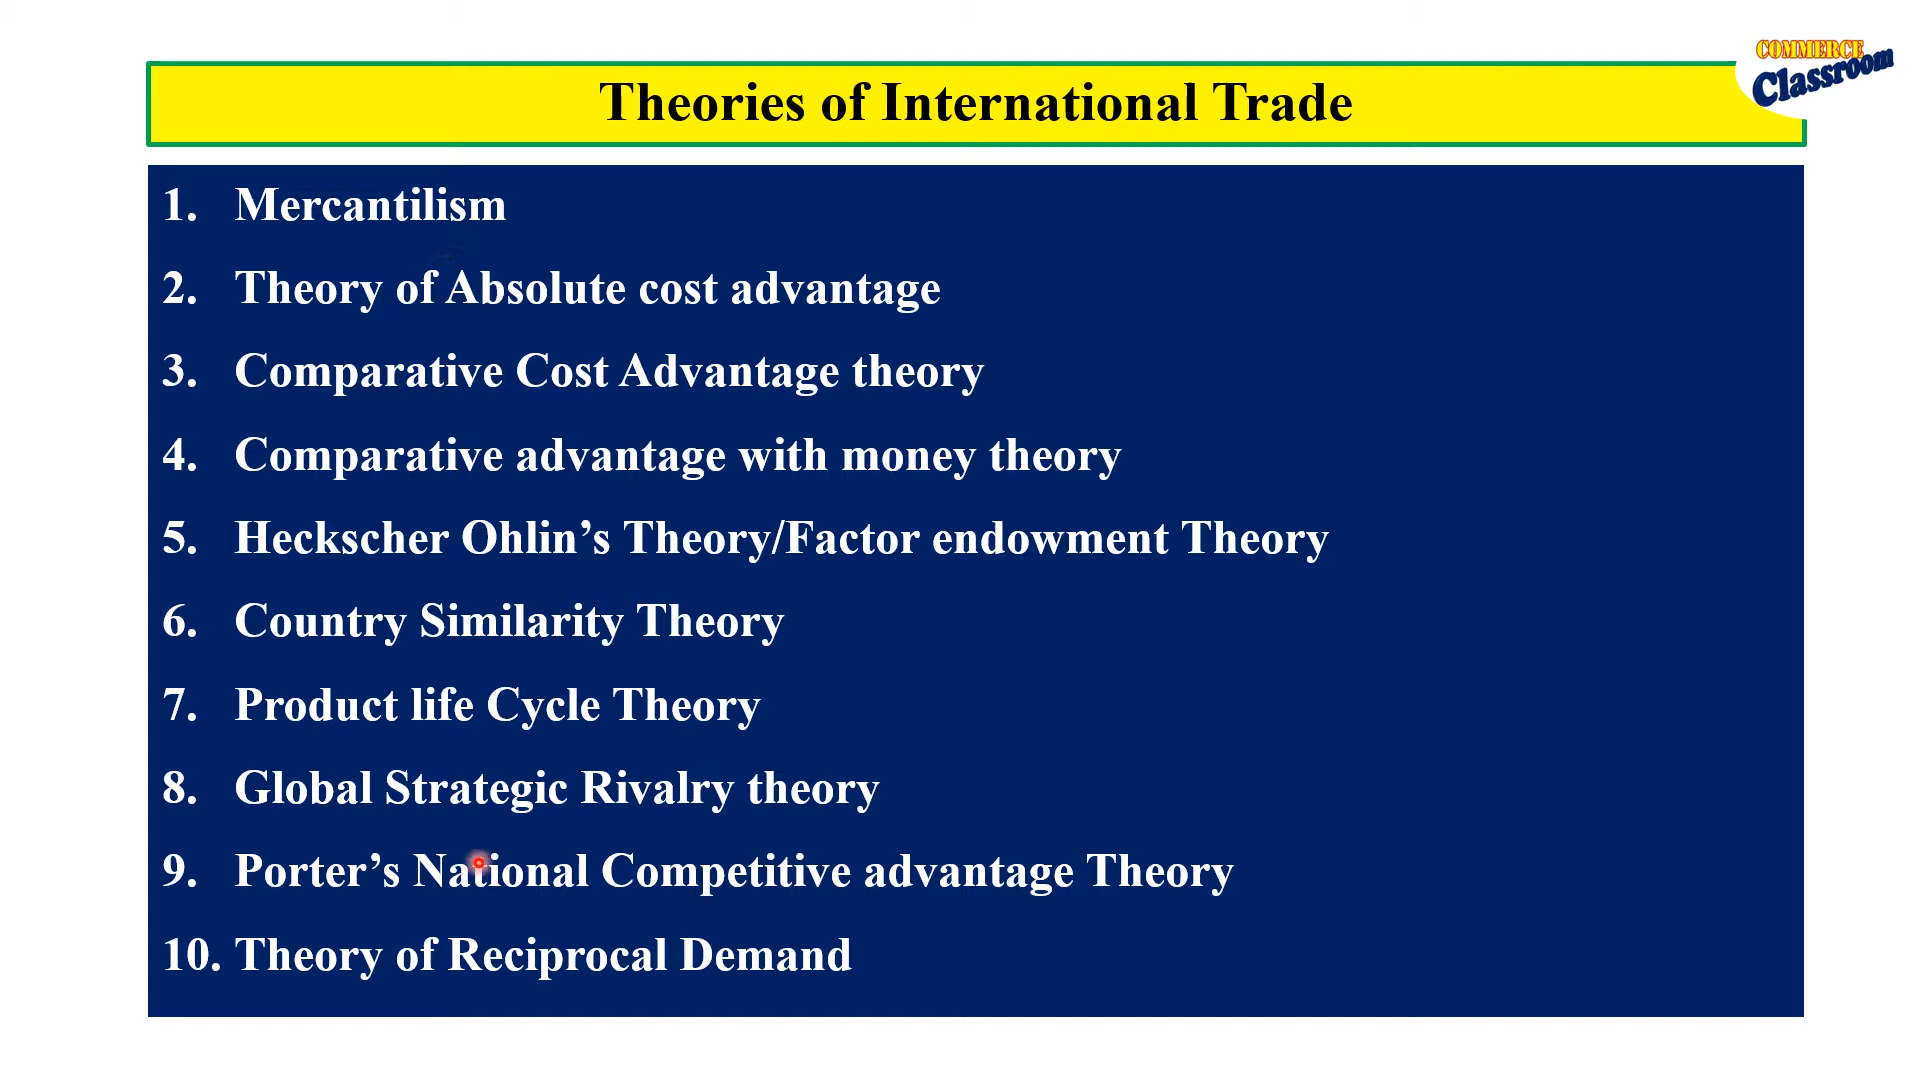 COMMERCE
Classroom
Theories of International Trade
1. Mercantilism
2. Theory of Absolute cost advantage
3. Comparative Cost Advantage theory
4. Comparative advantage with money theory
5. Heckscher Ohlin’s Theory/Factor endowment Theory
6. Country Similarity Theory
7. Product life Cycle Theory
8. Global Strategic Rivalry theory
9. Porter’s National Competitive advantage Theory
10. Theory of Reciprocal Demand